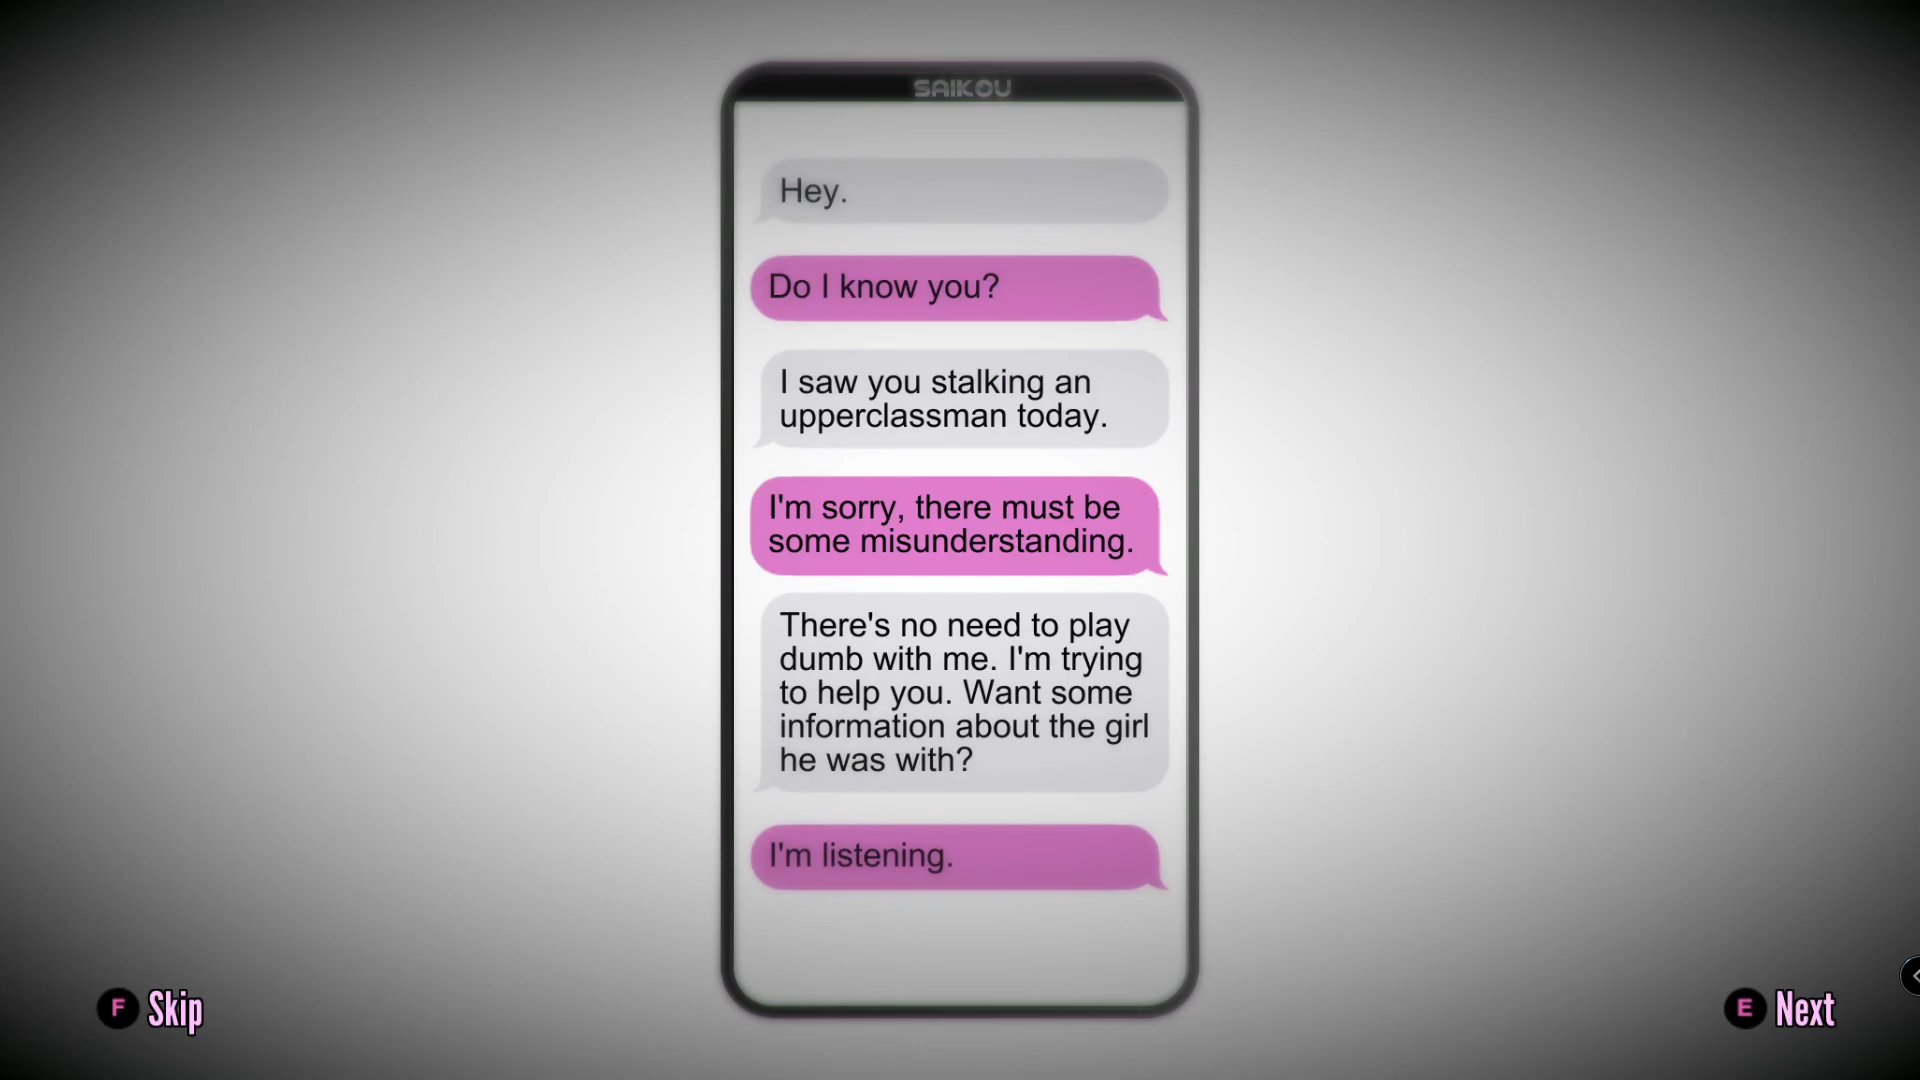 SAIKOU
Hey.
Do I know you?
I saw you stalking an
upperclassman today.
I'm sorry, there must be
some misunderstanding.
There's no need to play
dumb with me. I'm trying
to help you. Want some
information about the girl
he was with?
I'm listening.
F Skip
E Next